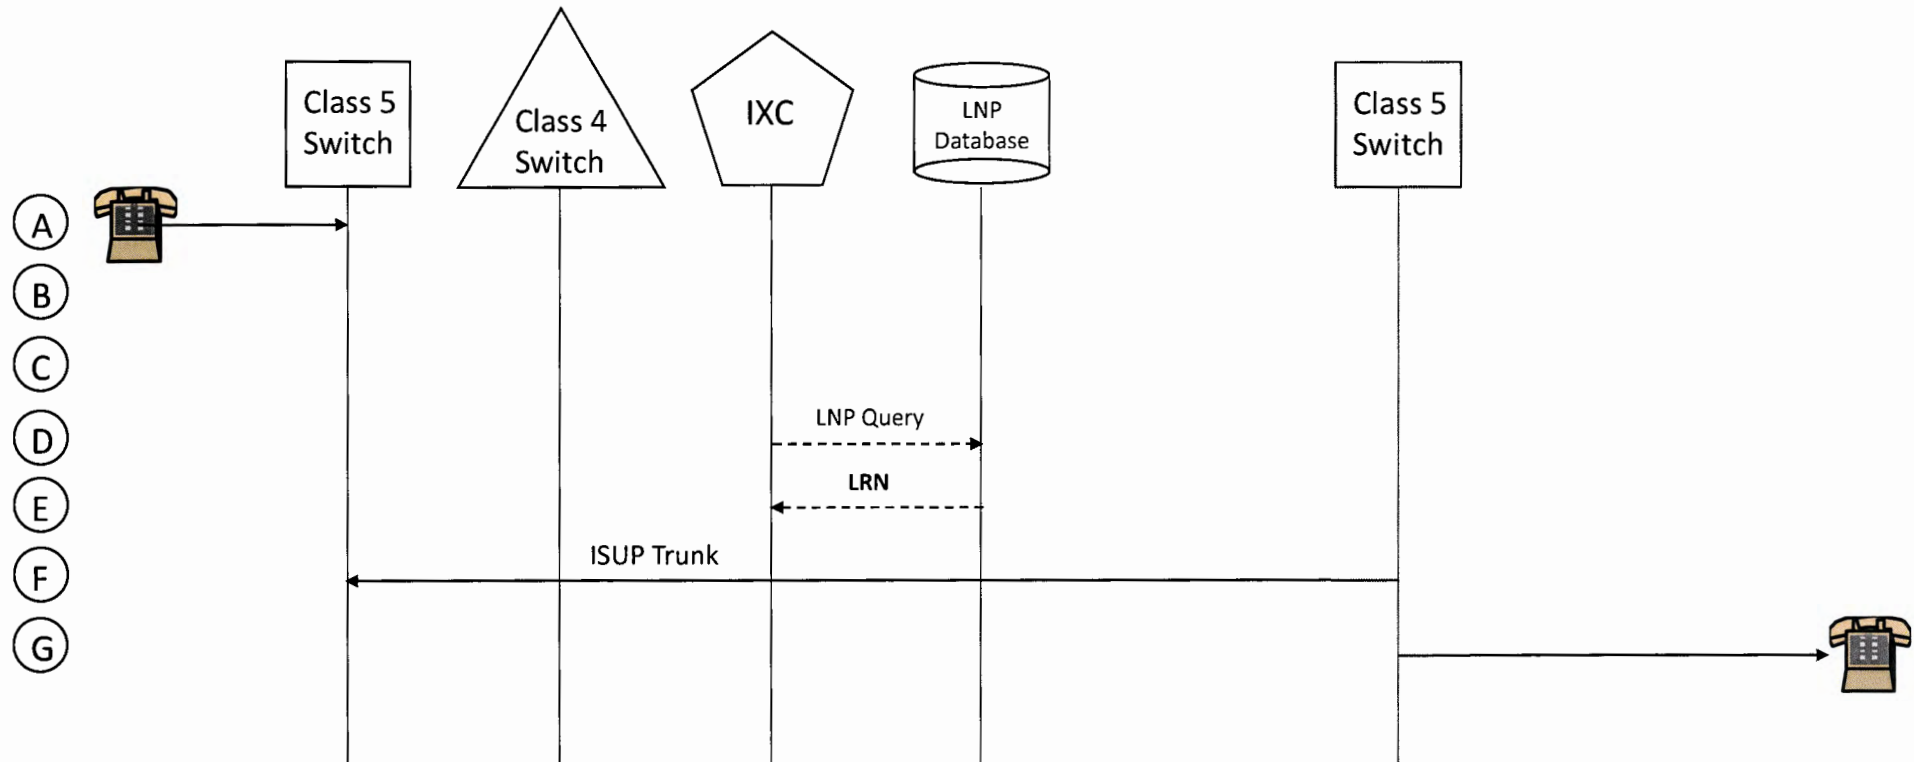 Class 5
Switch
Class 4
Switch
IXC
LNP
Database
Class 5
Switch
A
B
C
D
LNP Query
E
LRN
F
ISUP Trunk
G